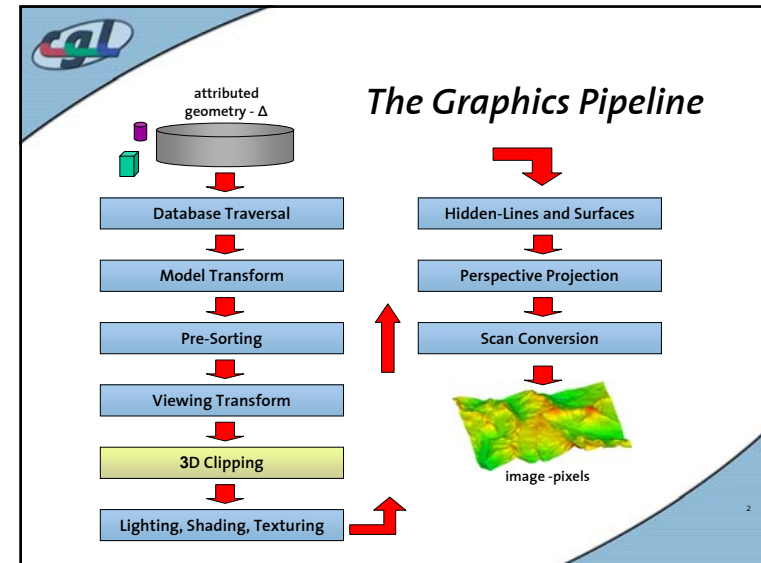 cgl
The Graphics Pipeline
attributed
geometry - Δ
Database Traversal
Model Transform
Pre-Sorting
Viewing Transform
3D Clipping
Lighting, Shading, Texturing
Hidden-Lines and Surfaces
Perspective Projection
Scan Conversion
image -pixels
2